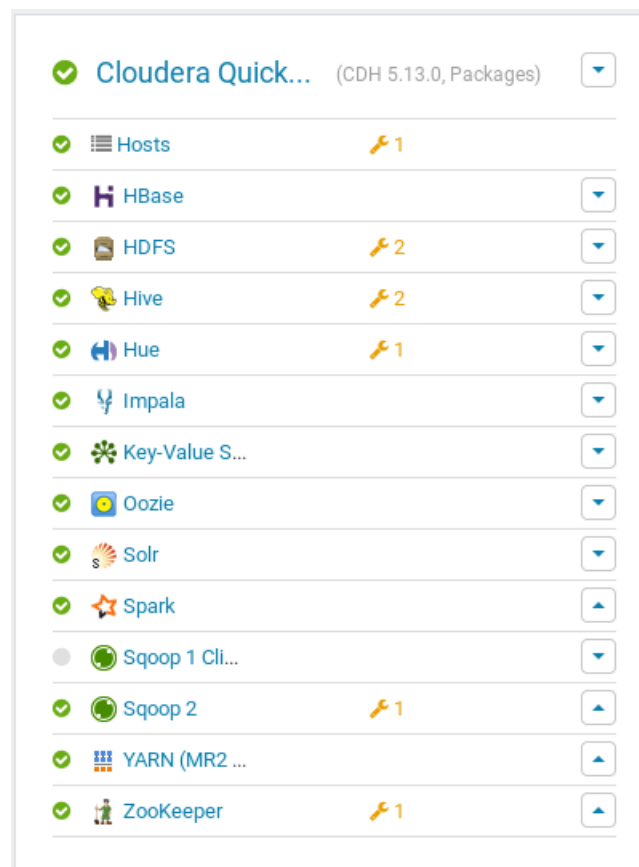 Cloudera Quick... (CDH 5.13.0, Packages)
Hosts 1
HBase
HDFS 2
Hive 2
Hue 1
Impala
Key-Value S...
Oozie
S Solr
Spark
Sqoop 1 Cli...
Sqoop 2 1
YARN (MR2 ...
ZooKeeper 1